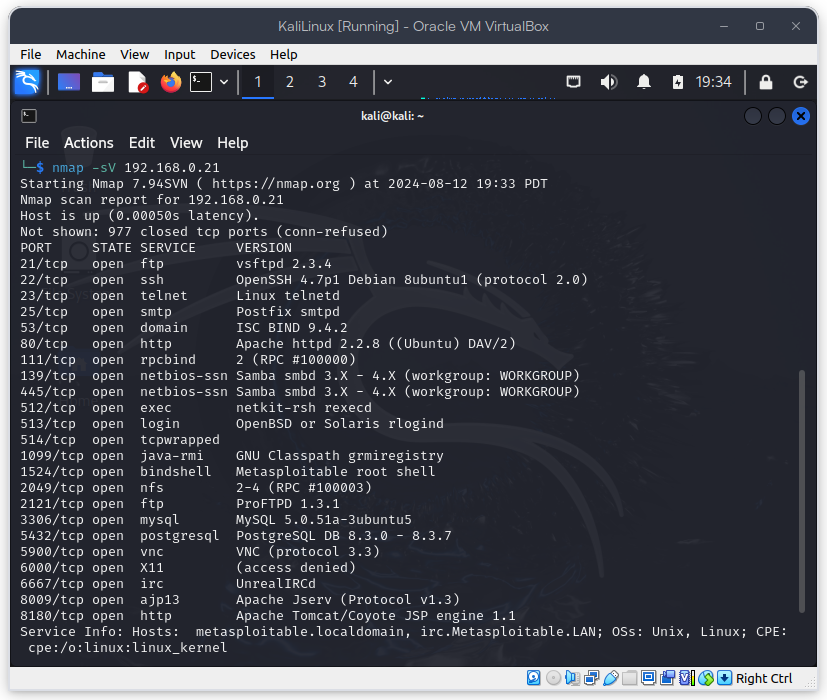 KaliLinux [Running] - Oracle VM VirtualBox
File Machine View Input Devices Help
1 2 3 4 19:34
kali@kali: ~
File Actions Edit View Help
└─$ nmap -sV 192.168.0.21
Starting Nmap 7.94SVN ( https://nmap.org ) at 2024-08-12 19:33 PDT
Nmap scan report for 192.168.0.21
Host is up (0.00050s latency).
Not shown: 977 closed tcp ports (conn-refused)
PORT     STATE SERVICE     VERSION
21/tcp   open  ftp         vsftpd 2.3.4
22/tcp   open  ssh         OpenSSH 4.7p1 Debian 8ubuntu1 (protocol 2.0)
23/tcp   open  telnet      Linux telnetd
25/tcp   open  smtp        Postfix smtpd
53/tcp   open  domain      ISC BIND 9.4.2
80/tcp   open  http        Apache httpd 2.2.8 ((Ubuntu) DAV/2)
111/tcp  open  rpcbind     2 (RPC #100000)
139/tcp  open  netbios-ssn Samba smbd 3.X - 4.X (workgroup: WORKGROUP)
445/tcp  open  netbios-ssn Samba smbd 3.X - 4.X (workgroup: WORKGROUP)
512/tcp  open  exec        netkit-rsh rexecd
513/tcp  open  login       OpenBSD or Solaris rlogind
514/tcp  open  tcpwrapped
1099/tcp open  java-rmi    GNU Classpath grmiregistry
1524/tcp open  bindshell   Metasploitable root shell
2049/tcp open  nfs         2-4 (RPC #100003)
2121/tcp open  ftp         ProFTPD 1.3.1
3306/tcp open  mysql       MySQL 5.0.51a-3ubuntu5
5432/tcp open  postgresql  PostgreSQL DB 8.3.0 - 8.3.7
5900/tcp open  vnc         VNC (protocol 3.3)
6000/tcp open  X11         (access denied)
6667/tcp open  irc         UnrealIRCd
8009/tcp open  ajp13       Apache Jserv (Protocol v1.3)
8180/tcp open  http        Apache Tomcat/Coyote JSP engine 1.1
Service Info: Hosts:  metasploitable.localdomain, irc.Metasploitable.LAN; OSs: Unix, Linux; CPE:
cpe:/o:linux:linux_kernel
Right Ctrl